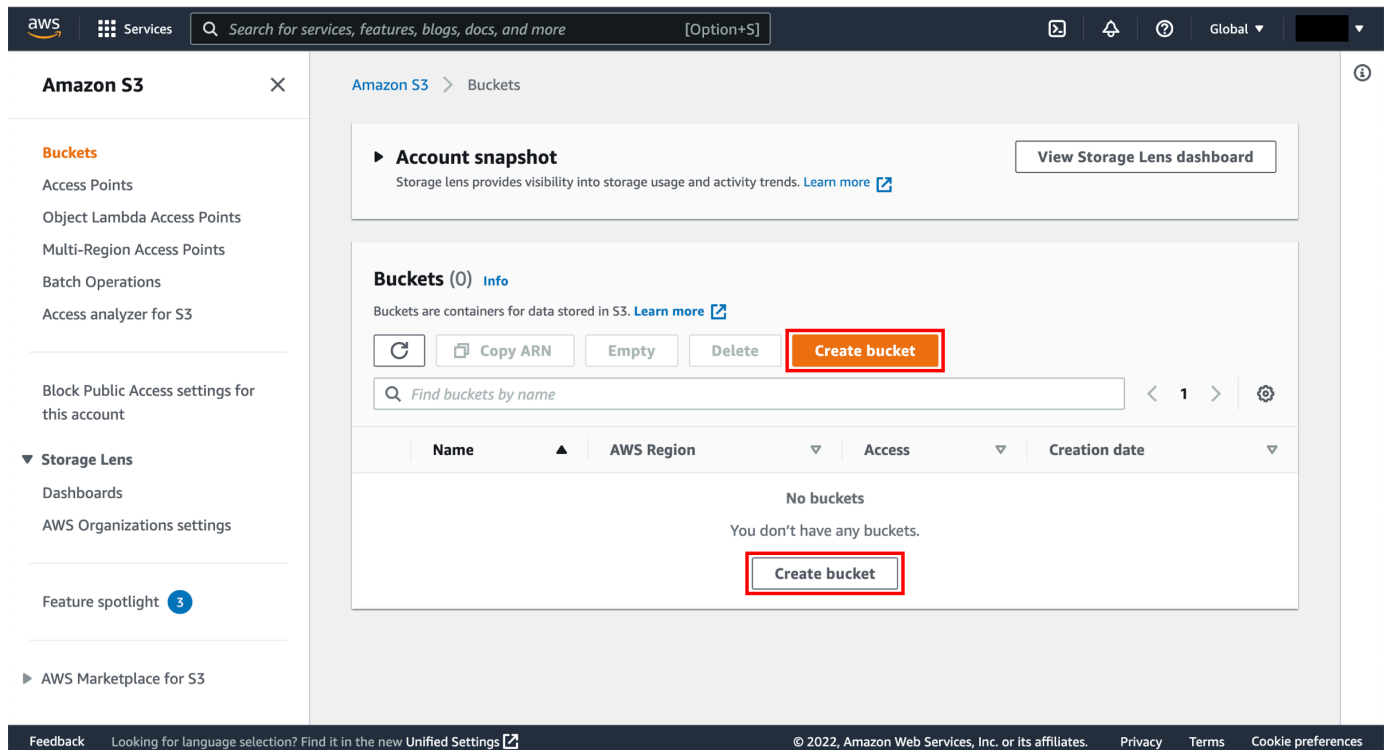 aws
Services
Search for services, features, blogs, docs, and more
[Option+S]
Global
Amazon S3
Buckets
Access Points
Object Lambda Access Points
Multi-Region Access Points
Batch Operations
Access analyzer for S3
Block Public Access settings for
this account
Storage Lens
Dashboards
AWS Organizations settings
Feature spotlight 3
AWS Marketplace for S3
Amazon S3 > Buckets
Account snapshot
Storage lens provides visibility into storage usage and activity trends. Learn more
View Storage Lens dashboard
Buckets (0) Info
Buckets are containers for data stored in S3. Learn more
Copy ARN
Empty
Delete
Create bucket
Find buckets by name
1
Name
AWS Region
Access
Creation date
No buckets
You don't have any buckets.
Create bucket
Feedback
Looking for language selection? Find it in the new Unified Settings
© 2022, Amazon Web Services, Inc. or its affiliates.
Privacy
Terms
Cookie preferences